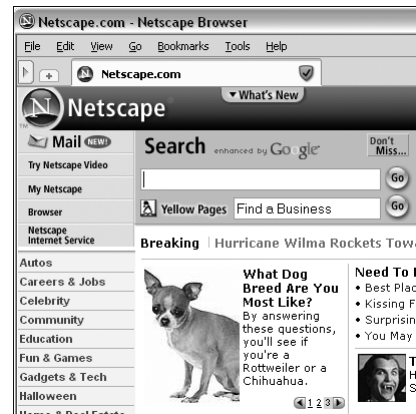 Netscape.com - Netscape Browser
File Edit View Go Bookmarks Tools Help
Netscape.com
N Netscape®
What's New
Mail NEW!
Try Netscape Video
My Netscape
Browser
Netscape
Internet Service
Search enhanced by Google
Don't
Miss...
Go
Yellow Pages Find a Business Go
Breaking | Hurricane Wilma Rockets
Autos
Careers & Jobs
Celebrity
Community
Education
Fun & Games
Gadgets & Tech
Halloween
What Dog
Breed Are You
Most Like?
By answering
these questions,
you'll see if
you're a
Rottweiler or a
Chihuahua.
1 2 3
Need To
• Best
• Kissing
• 
• You May